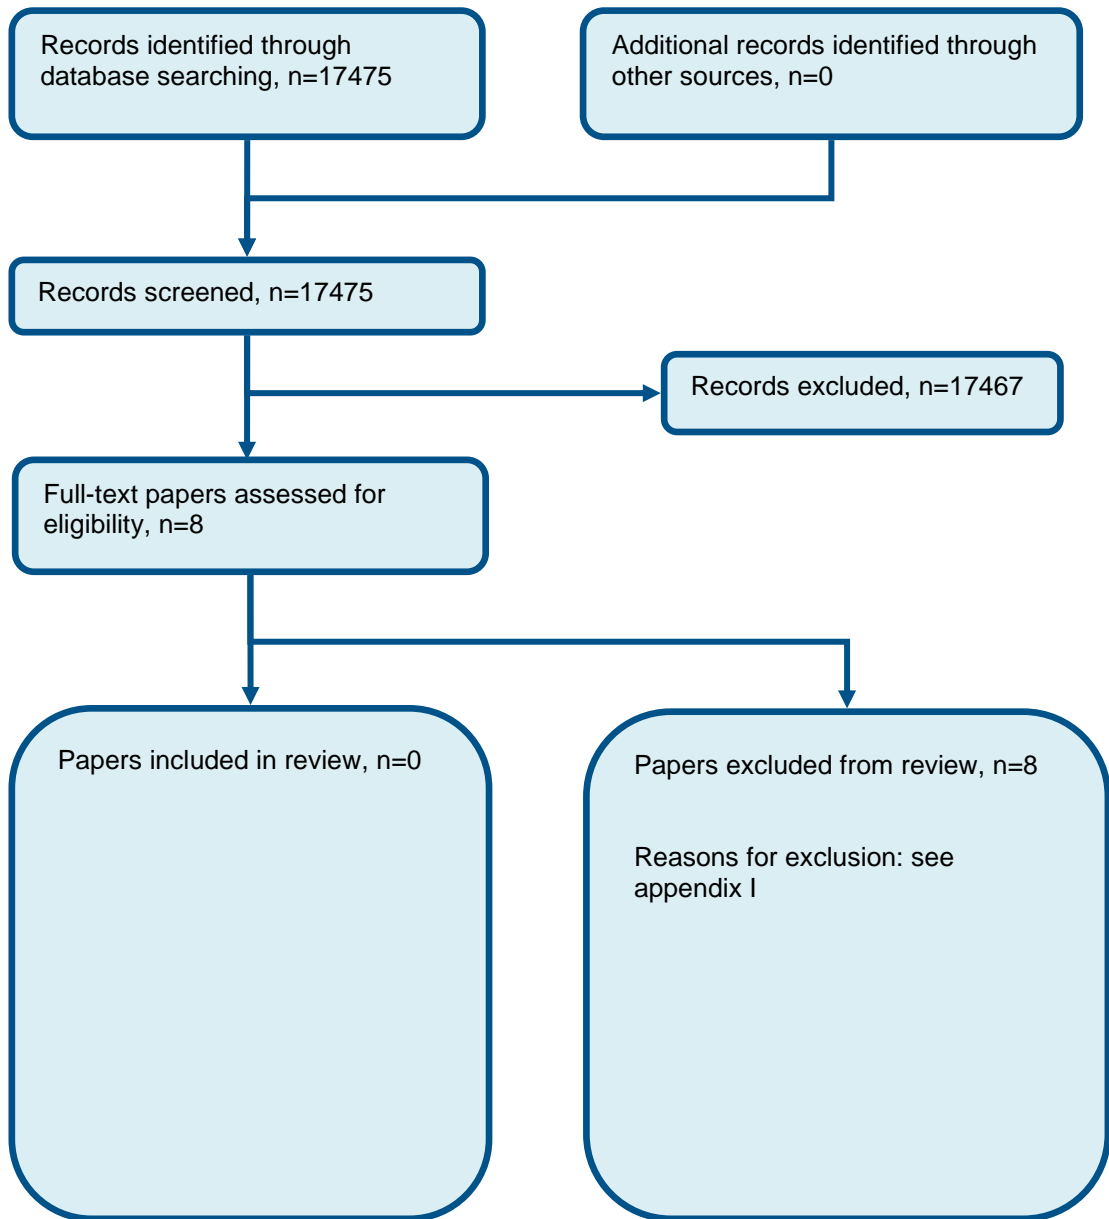 Records identified through
database searching, n=17475
Additional records identified through
other sources, n=0
Records screened, n=17475
Records excluded, n=17467
Full-text papers assessed for
eligibility, n=8
Papers included in review, n=0
Papers excluded from review, n=8
Reasons for exclusion: see
appendix I